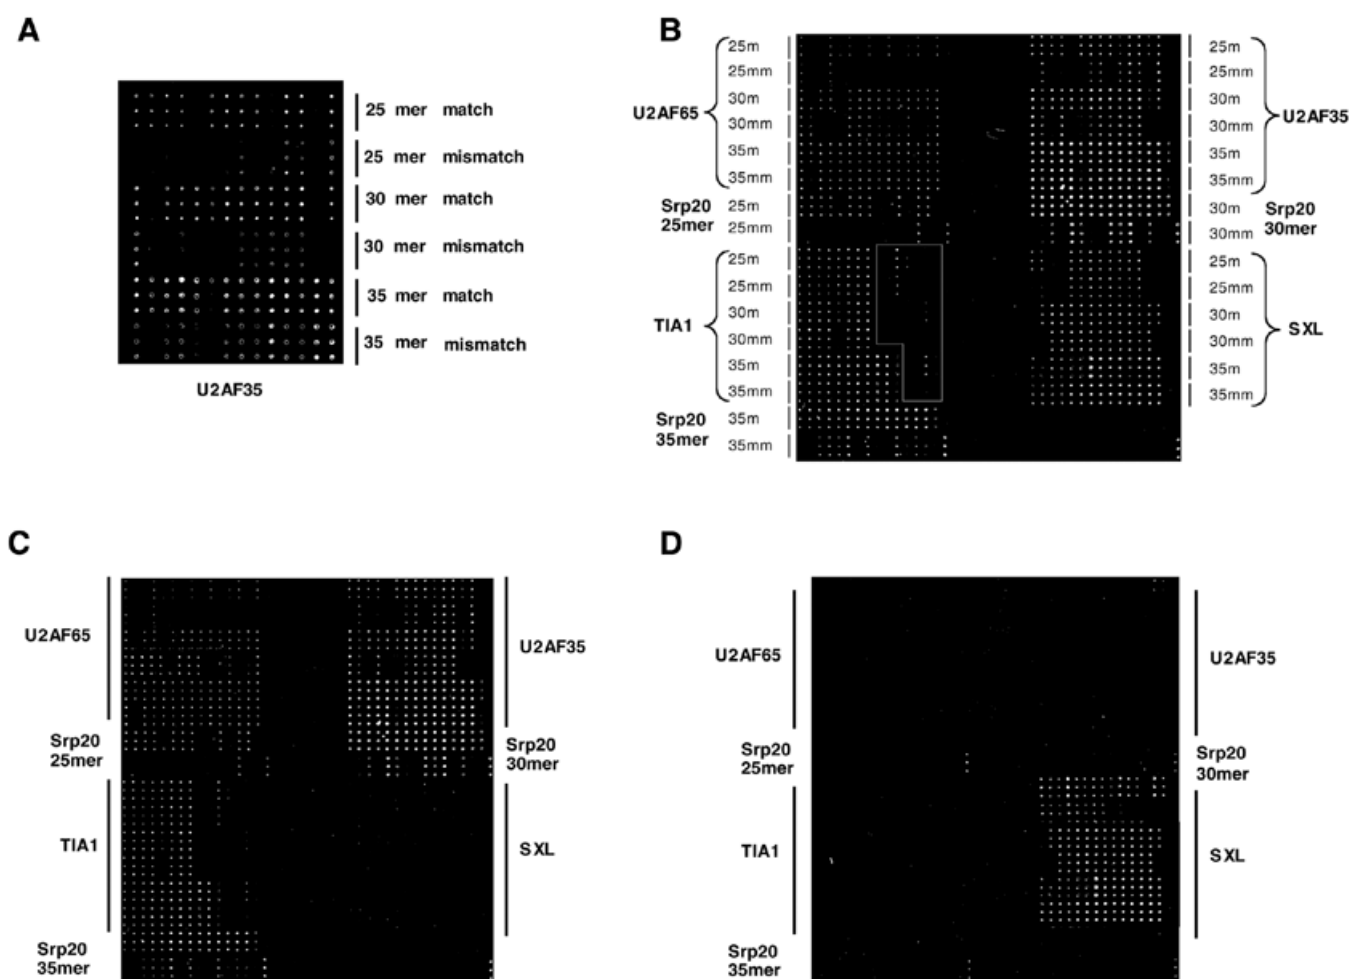 A
25 mer match
25 mer mismatch
30 mer match
30 mer mismatch
35 mer match
35 mer mismatch
U2AF35
B
U2AF65
25m
25mm
30m
30mm
35m
35mm
Srp20
25mer
25m
25mm
TIA1
25m
25mm
30m
30mm
35m
35mm
Srp20
35mer
35m
35mm
25m
25mm
30m
30mm
35m
35mm
U2AF35
30m
30mm
Srp20
30mer
25m
25mm
30m
30mm
35m
35mm
SXL
C
U2AF65
Srp20
25mer
TIA1
Srp20
35mer
U2AF35
Srp20
30mer
SXL
D
U2AF65
Srp20
25mer
TIA1
Srp20
35mer
U2AF35
Srp20
30mer
SXL